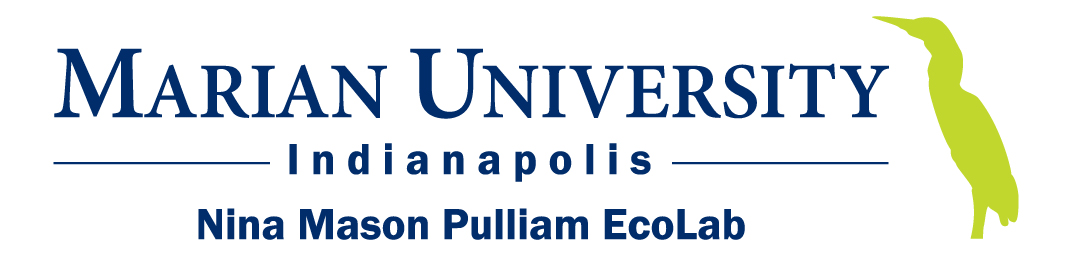 MARIAN UNIVERSITY
Indianapolis
Nina Mason Pulliam EcoLab